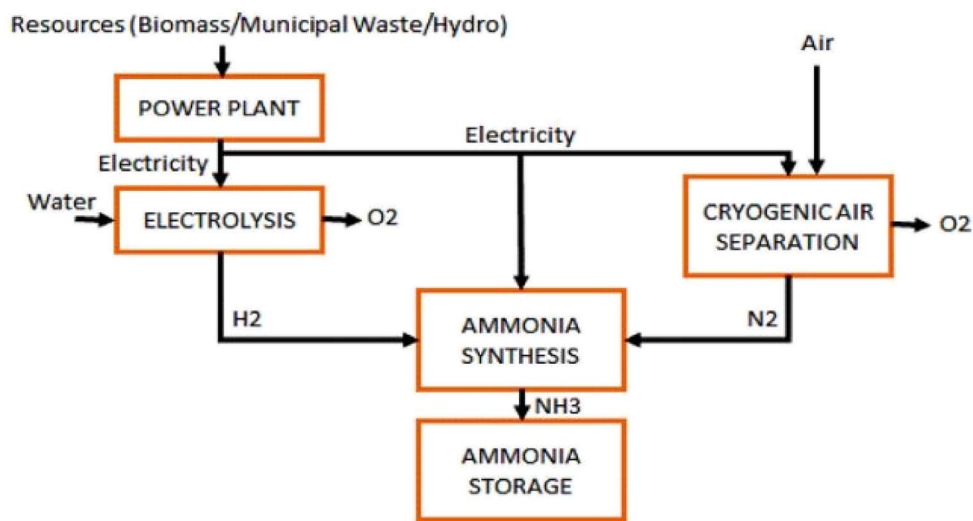 Resources (Biomass/Municipal Waste/Hydro)
Air
POWER PLANT
Electricity
Electricity
Water
ELECTROLYSIS
O2
CRYOGENIC AIR
SEPARATION
O2
H2
AMMONIA
SYNTHESIS
N2
NH3
AMMONIA
STORAGE